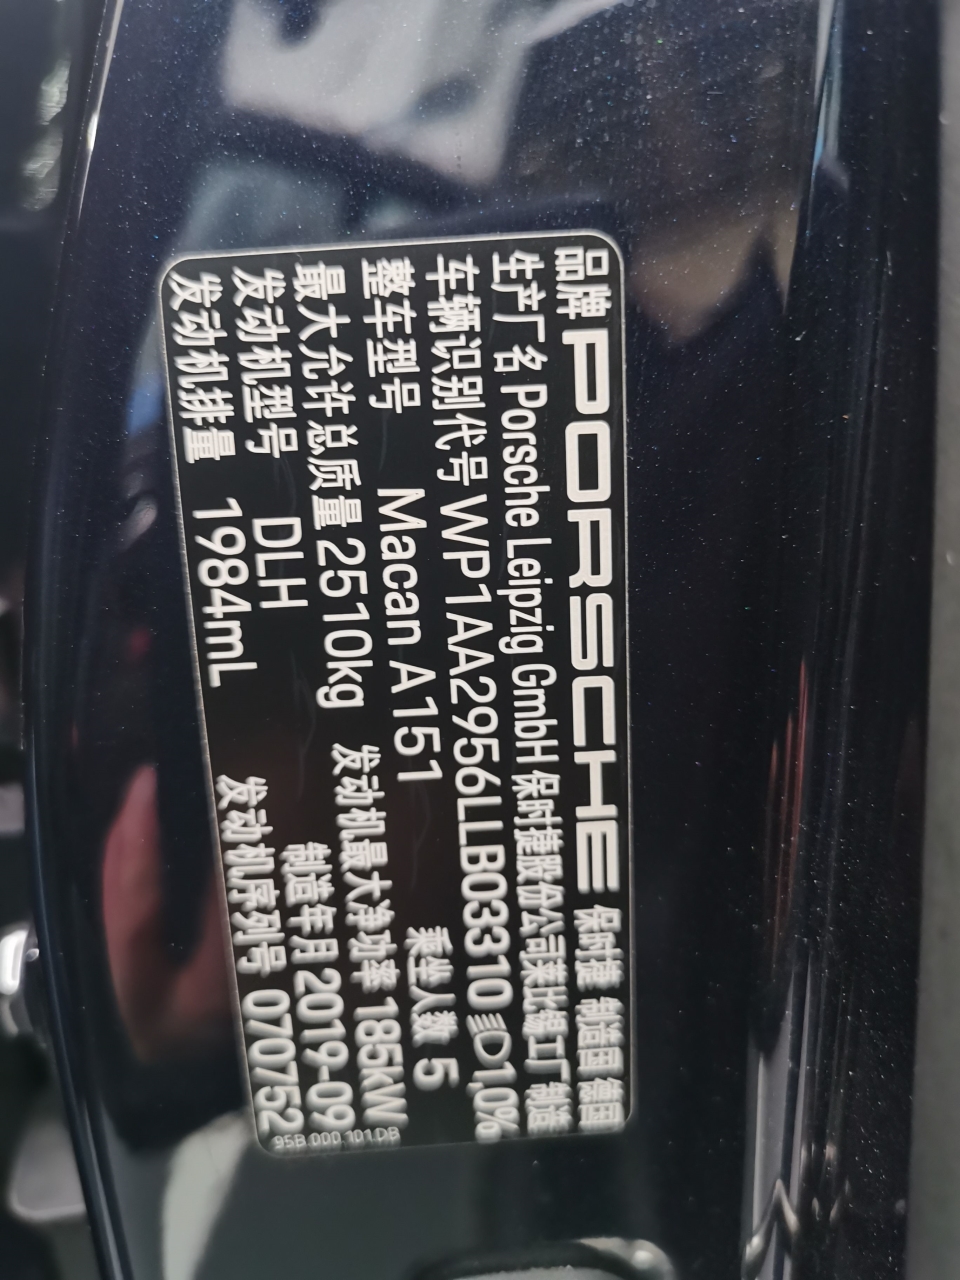 品牌 PORSCHE 保时捷 制造国 德国
生产厂名 Porsche Leipzig GmbH 保时捷股份公司莱比锡工厂 制造
车辆识别代号 WP1AA2956LLB03310 1,0%
整车型号 Macan A151 乘坐人数 5
最大允许总质量 2510kg 发动机最大净功率 185kW
发动机型号 DLH 制造年月 2019-09
发动机排量 1984mL 发动机序列号 070752
95B.000.101.DB